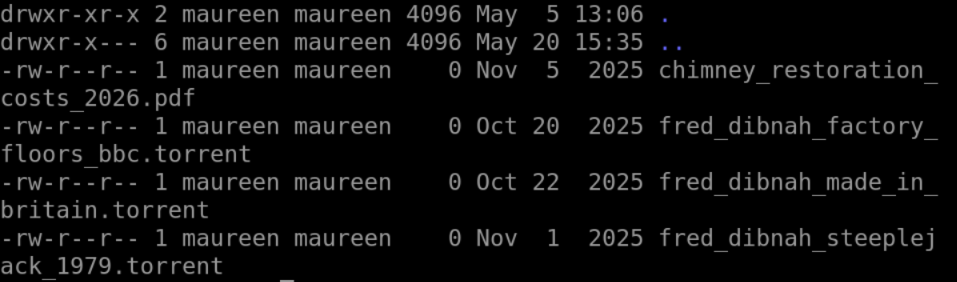 drwxr-xr-x 2 maureen maureen 4096 May  5 13:06 .
drwxr-x--- 6 maureen maureen 4096 May 20 15:35 ..
-rw-r--r-- 1 maureen maureen    0 Nov  5  2025 chimney_restoration_
costs_2026.pdf
-rw-r--r-- 1 maureen maureen    0 Oct 20  2025 fred_dibnah_factory_
floors_bbc.torrent
-rw-r--r-- 1 maureen maureen    0 Oct 22  2025 fred_dibnah_made_in_
britain.torrent
-rw-r--r-- 1 maureen maureen    0 Nov  1  2025 fred_dibnah_steeplej
ack_1979.torrent